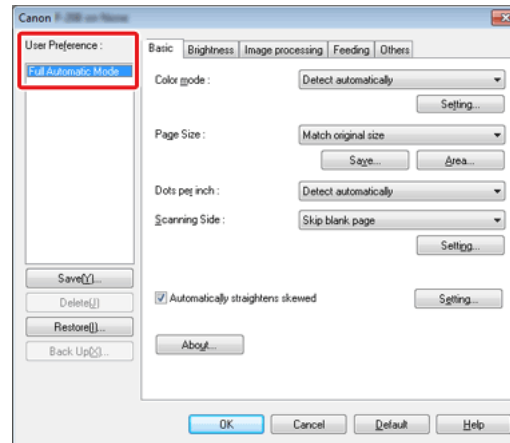 Canon
User Preference :
Full Automatic Mode
Save(Y)...
Delete(J)
Restore(I)...
Back Up(X)...
Basic Brightness Image processing Feeding Others
Color mode : Detect automatically
Setting...
Page Size : Match original size
Save... Area...
Dots per inch : Detect automatically
Scanning Side : Skip blank page
Setting...
Automatically straightens skewed Setting...
About...
OK Cancel Default Help